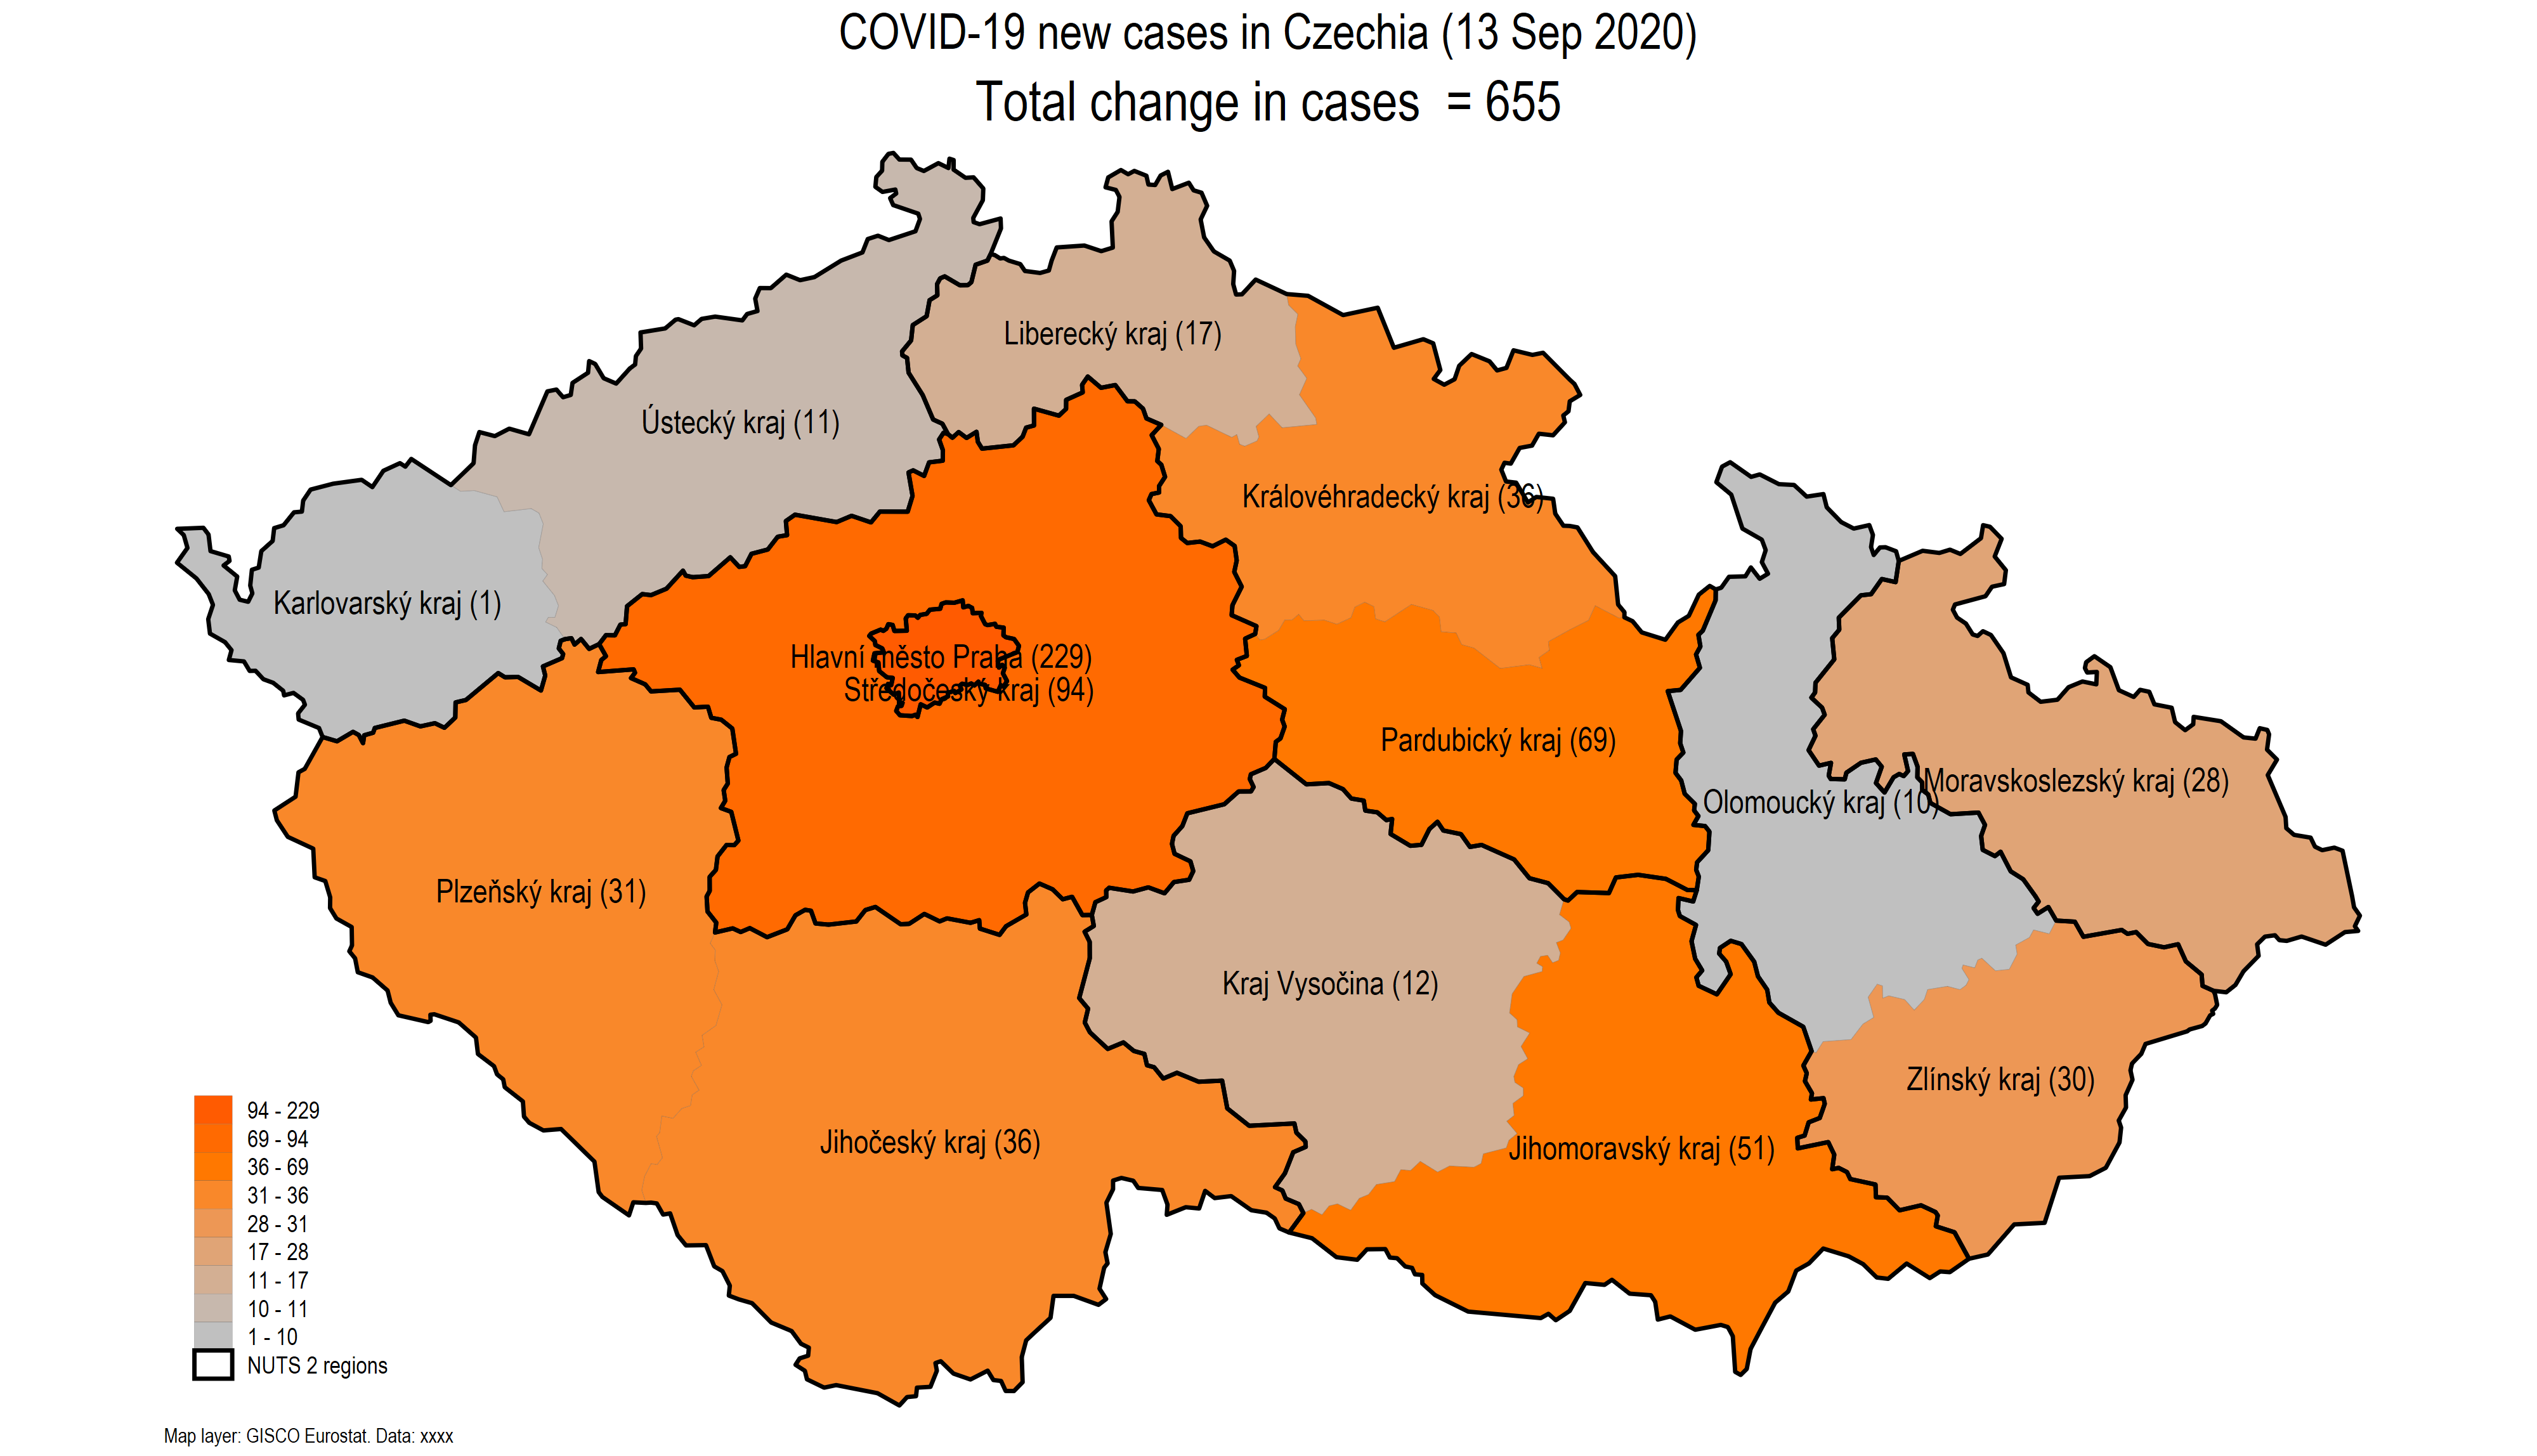 COVID-19 new cases in Czechia (13 Sep 2020)
Total change in cases  = 655
Liberecký kraj (17)
Ústecký kraj (11)
Královéhradecký kraj (36)
Karlovarský kraj (1)
Hlavní město Praha (229)
Středočeský kraj (94)
Pardubický kraj (69)
Moravskoslezský kraj (28)
Olomoucký kraj (10)
Plzeňský kraj (31)
Kraj Vysočina (12)
Zlínský kraj (30)
Jihočeský kraj (36)
Jihomoravský kraj (51)
94 - 229
69 - 94
36 - 69
31 - 36
28 - 31
17 - 28
11 - 17
10 - 11
1 - 10
NUTS 2 regions
Map layer: GISCO Eurostat. Data: xxxx